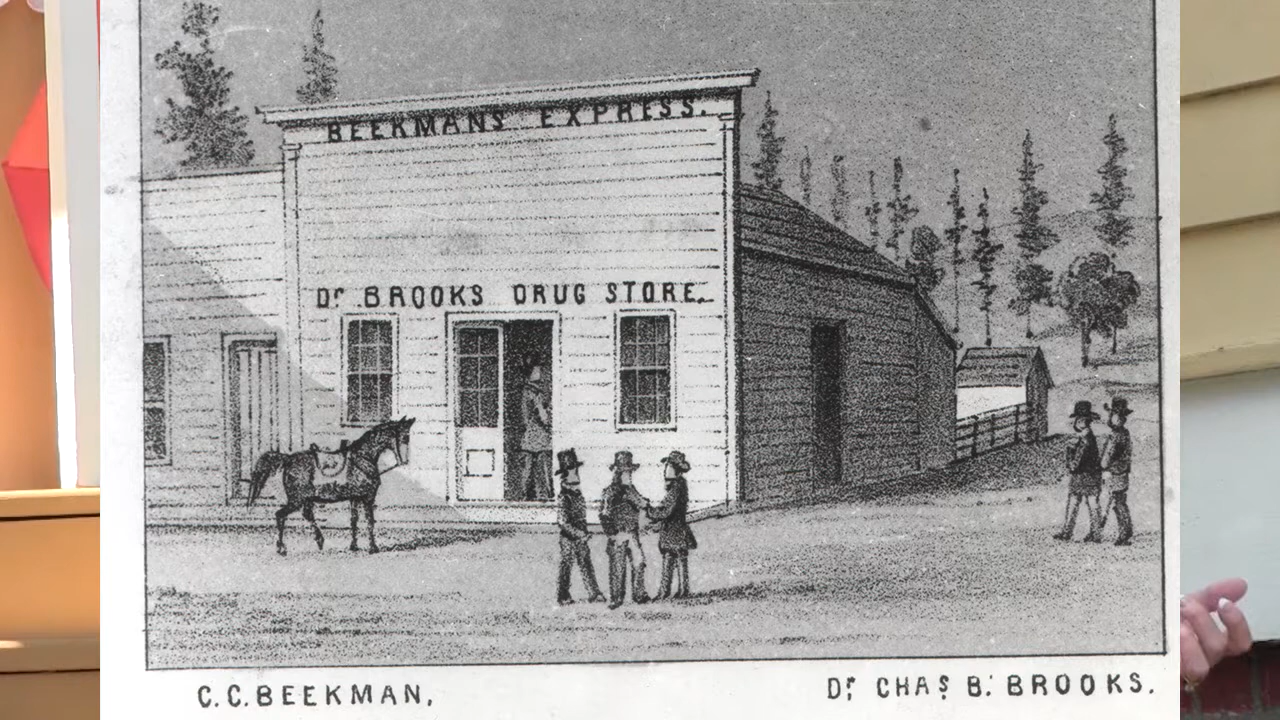 BEEKMANS EXPRESS.
Dr. BROOKS DRUG STORE.
C.C.BEEKMAN,
Dr. CHAs. B. BROOKS.